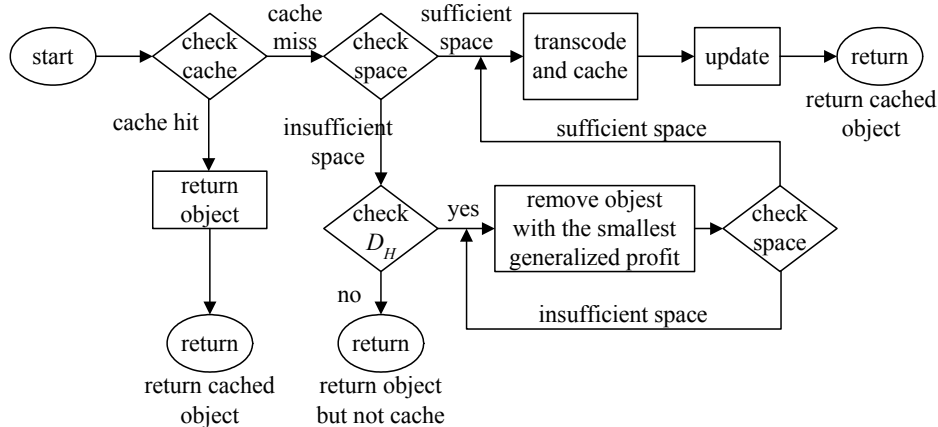 start
check
cache
cache
miss
check
space
sufficient
space
transcode
and cache
update
return
return cached
object
cache hit
insufficient
space
sufficient space
return
object
check
D_H
yes
remove objest
with the smallest
generalized profit
check
space
no
insufficient space
return
return cached
object
return
return object
but not cache